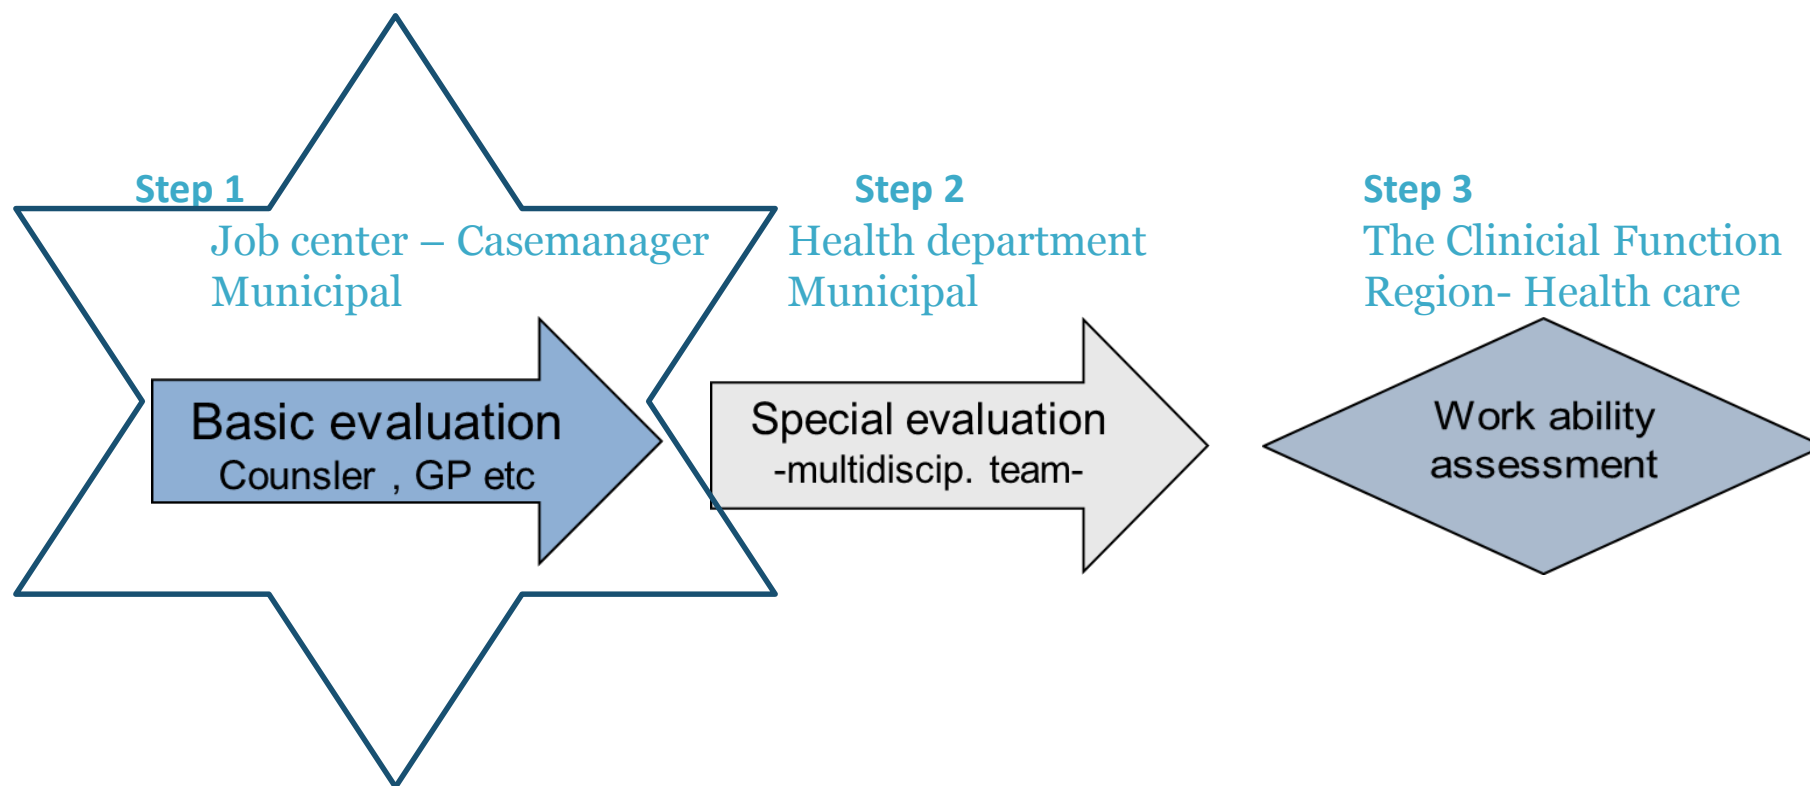 Step 1
Job center – Casemanager
Municipal
Basic evaluation
Counsler , GP etc
Step 2
Health department
Municipal
Special evaluation
-multidiscip. team-
Step 3
The Clinicial Function
Region- Health care
Work ability
assessment